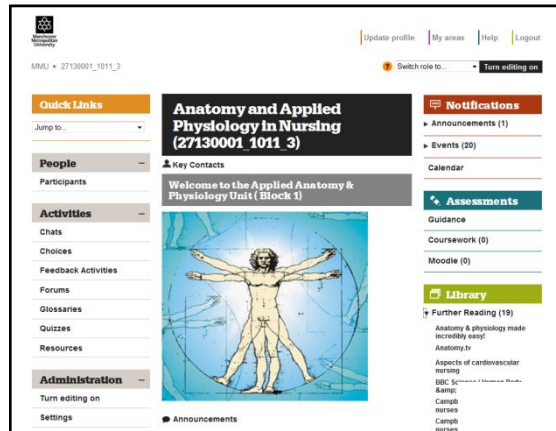 Manchester
Metropolitan
University
Update profile
My areas
Help
Logout
MMU ► 27130001_1011_3
Switch role to...
Turn editing on
Quick Links
Jump to...
People
Participants
Activities
Chats
Choices
Feedback Activities
Forums
Glossaries
Quizzes
Resources
Administration
Turn editing on
Settings
Anatomy and Applied
Physiology in Nursing
(27130001_1011_3)
Key Contacts
Welcome to the Applied Anatomy &
Physiology Unit ( Block 1)
Announcements
Notifications
Announcements (1)
Events (20)
Calendar
Assessments
Guidance
Coursework (0)
Moodle (0)
Library
Further Reading (19)
Anatomy & physiology made
incredibly easy!
Anatomy.tv
Aspects of cardiovascular
nursing
BBC Science Human Body
&amp;
Campb
nurses
Campb
nurses